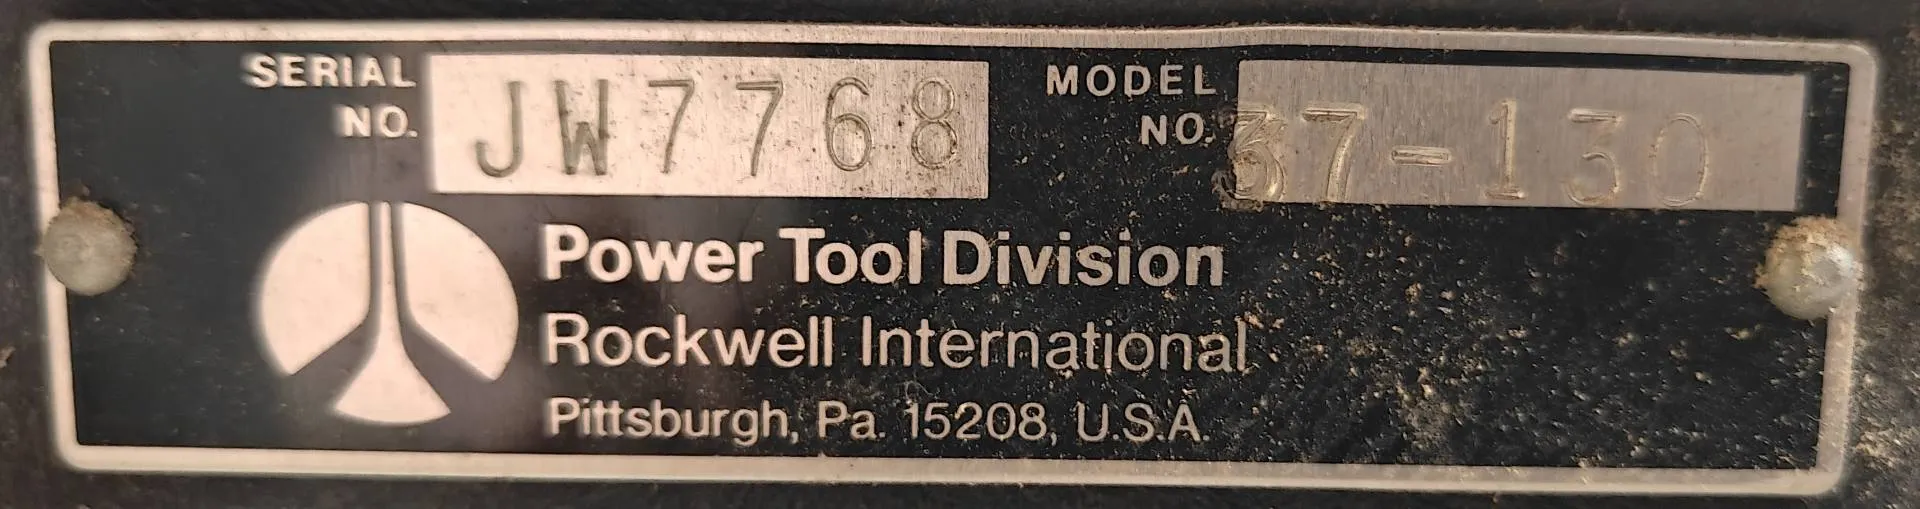 SERIAL NO. JW7768
MODEL NO. 37-130
Power Tool Division
Rockwell International
Pittsburgh, Pa. 15208, U.S.A.